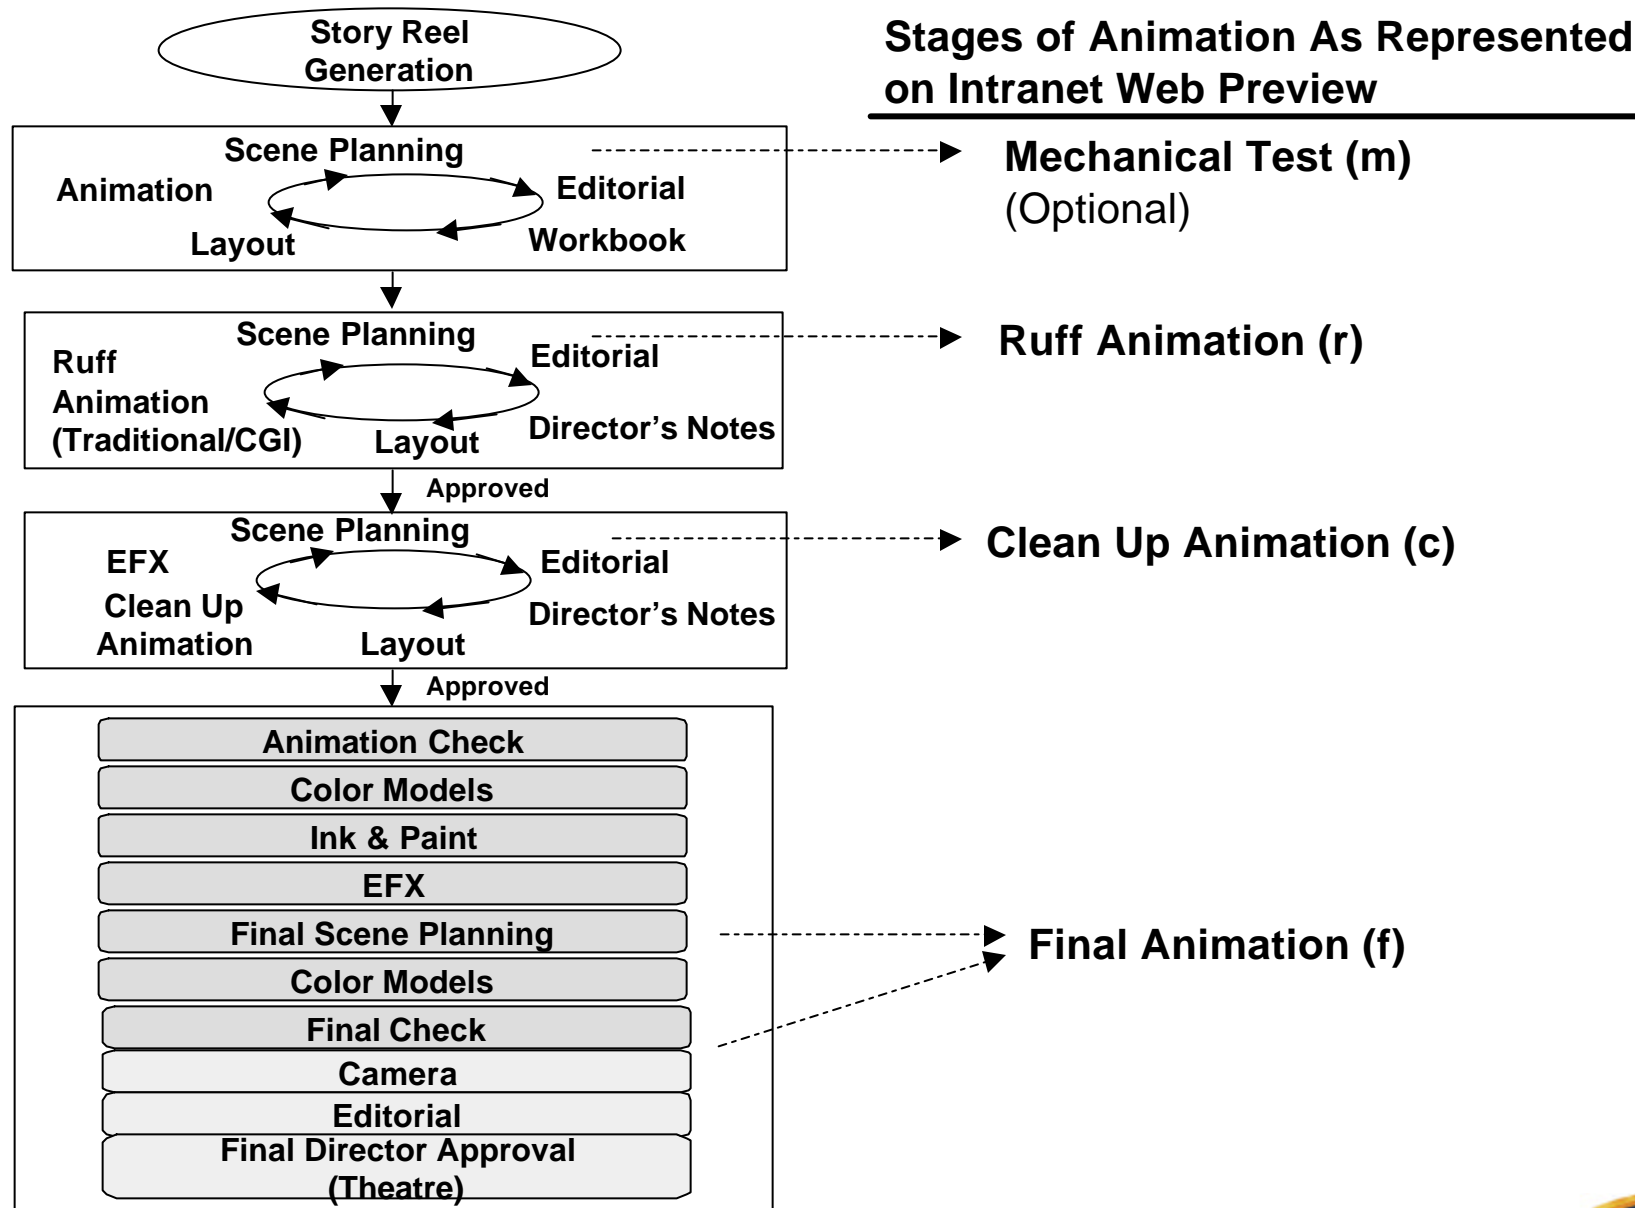 Story Reel
Generation
Stages of Animation As Represented
on Intranet Web Preview
Scene Planning
Animation
Editorial
Workbook
Layout
Mechanical Test (m)
(Optional)
Scene Planning
Ruff
Animation
(Traditional/CGI)
Editorial
Director’s Notes
Layout
Ruff Animation (r)
Approved
Scene Planning
EFX
Clean Up
Animation
Editorial
Director’s Notes
Layout
Clean Up Animation (c)
Approved
Animation Check
Color Models
Ink & Paint
EFX
Final Scene Planning
Color Models
Final Check
Camera
Editorial
Final Director Approval
(Theatre)
Final Animation (f)